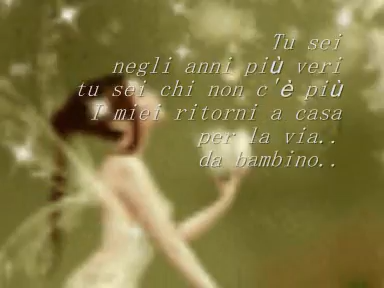 Tu sei
negli anni più veri
tu sei chi non c'è più
I miei ritorni a casa
per la via..
da bambino..